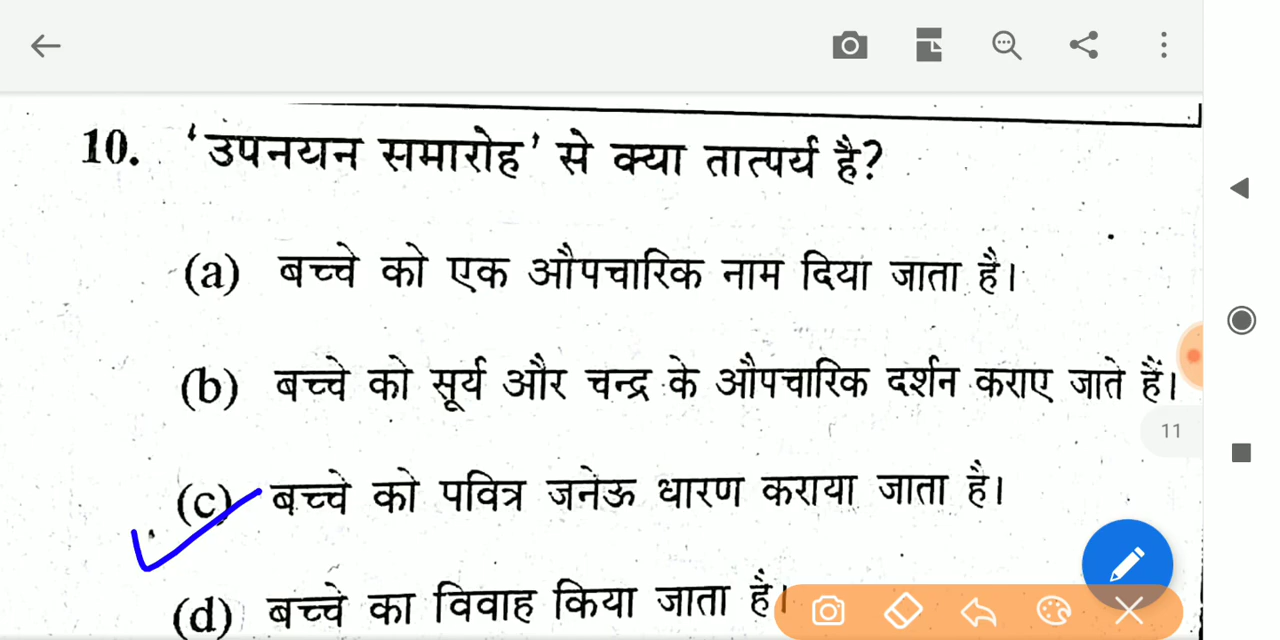 10. 'उपनयन समारोह' से क्या तात्पर्य है?
(a) बच्चे को एक औपचारिक नाम दिया जाता है।
(b) बच्चे को सूर्य और चन्द्र के औपचारिक दर्शन कराए जाते हैं।
11
(c) बच्चे को पवित्र जनेऊ धारण कराया जाता है।
(d) बच्चे का विवाह किया जाता है।